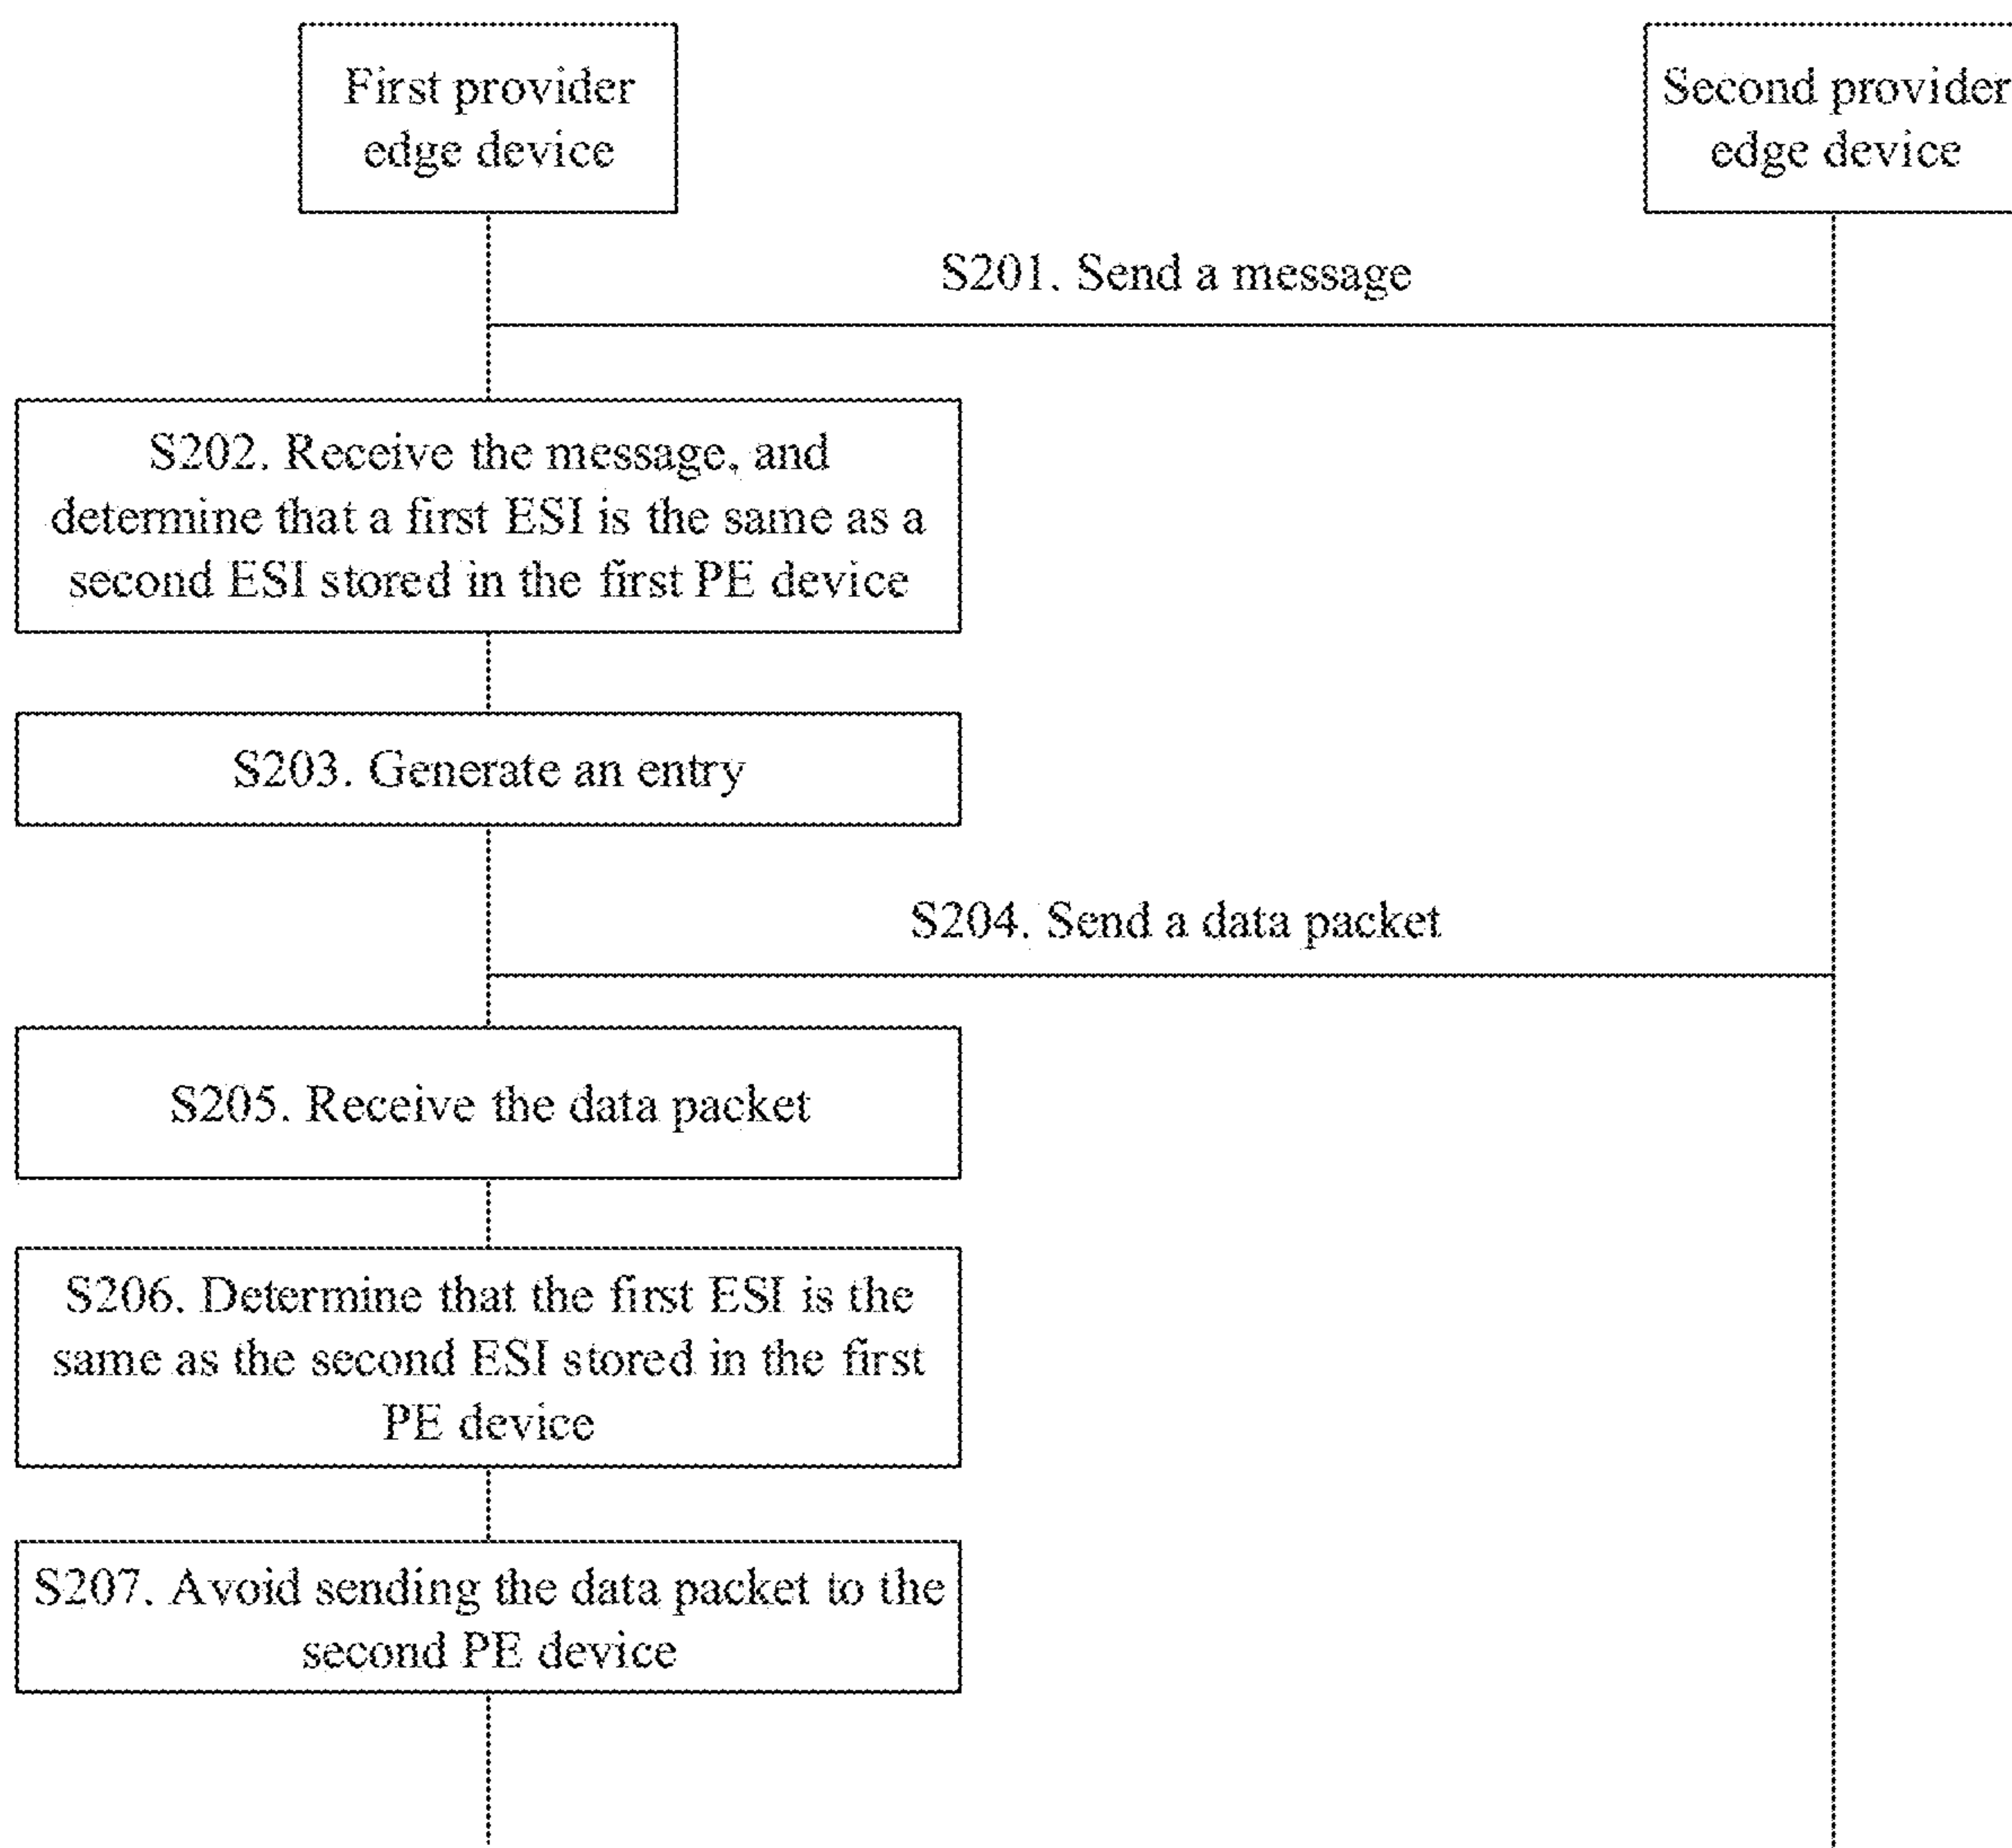 First provider
edge device
Second provider
edge device
S201. Send a message
S202. Receive the message, and
determine that a first ESI is the same as a
second ESI stored in the first PE device
S203. Generate an entry
S204. Send a data packet
S205. Receive the data packet
S206. Determine that the first ESI is the
same as the second ESI stored in the first
PE device
S207. Avoid sending the data packet to the
second PE device